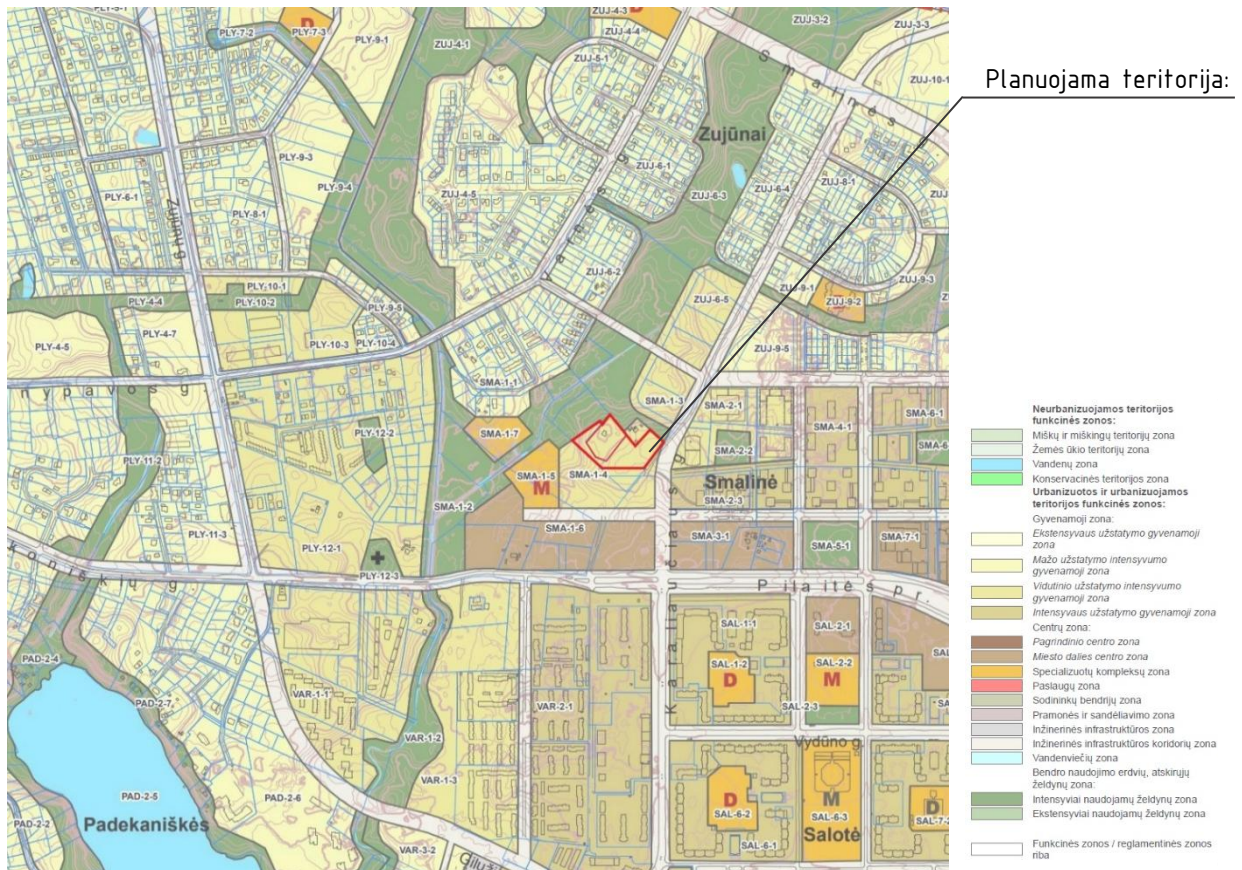 D
D
PLY-7-3
PLY-9-1
ZUJ-4-4
ZUJ-3-2
PLY-7-2
ZUJ-4-1
ZUJ-5-1
ZUJ-10-1
Smalinės
Planuojama teritorija:
Zujūnai
PLY-9-3
PLY-9-4
ZUJ-6-1
PLY-6-1
ZUJ-4-5
ZUJ-6-3
ZUJ-6-4
ZUJ-8-1
PLY-8-1
Zujūnų g.
Yafes g.
ZUJ-6-2
ZUJ-9-3
PLY-10-1
ZUJ-9-1
PLY-4-4
PLY-10-2
ZUJ-6-5
ZUJ-9-2
PLY-9-5
PLY-4-7
PLY-4-5
PLY-10-3
PLY-10-4
ZUJ-9-5
nypavos g.
SMA-1-1
SMA-1-3
SMA-2-1
SMA-6-1
SMA-4-1
PLY-12-2
SMA-1-7
SMA-6
PLY-11-2
SMA-2-2
SMA-1-5
SMA-1-4
M
Smalinė
SMA-1-2
SMA-2-3
PLY-11-3
SMA-1-6
SMA-3-1
SMA-5-1
SMA-7-1
PLY-12-1
koniškių g.
PLY-12-3
Pilaitės pr.
SAL-1-1
SAL-2-1
PAD-2-4
SAL-1-2
SAL-2-2
D
M
PAD-2-7
VAR-1-1
VAR-2-1
Karaliaučiaus g.
SAL-2-3
VAR-1-2
Vydūno g.
VAR-1-3
PAD-2-5
PAD-2-6
D
M
D
PAD-2-2
Padekaniškės
SAL-6-2
SAL-6-3
SAL-7-2
Salotė
VAR-3-2
SAL-6-1
Neurbanizuojamos teritorijos
funkcinės zonos:
Miškų ir miškingų teritorijų zona
Žemės ūkio teritorijų zona
Vandenų zona
Konservacinės teritorijos zona
Urbanizuotos ir urbanizuojamos
teritorijos funkcinės zonos:
Gyvenamoji zona:
Ekstensyvaus užstatymo gyvenamoji
zona
Mažo užstatymo intensyvumo
gyvenamoji zona
Vidutinio užstatymo intensyvumo
gyvenamoji zona
Intensyvaus užstatymo gyvenamoji zona
Centrų zona:
Pagrindinio centro zona
Miesto dalies centro zona
Specializuotų kompleksų zona
Paslaugų zona
Sodininkų bendrijų zona
Pramonės ir sandėliavimo zona
Inžinerinės infrastruktūros zona
Inžinerinės infrastruktūros koridorių zona
Vandenviečių zona
Bendro naudojimo erdvių, atskirųjų
želdynų zona:
Intensyviai naudojamų želdynų zona
Ekstensyviai naudojamų želdynų zona
Funkcinės zonos / reglamentinės zonos
riba